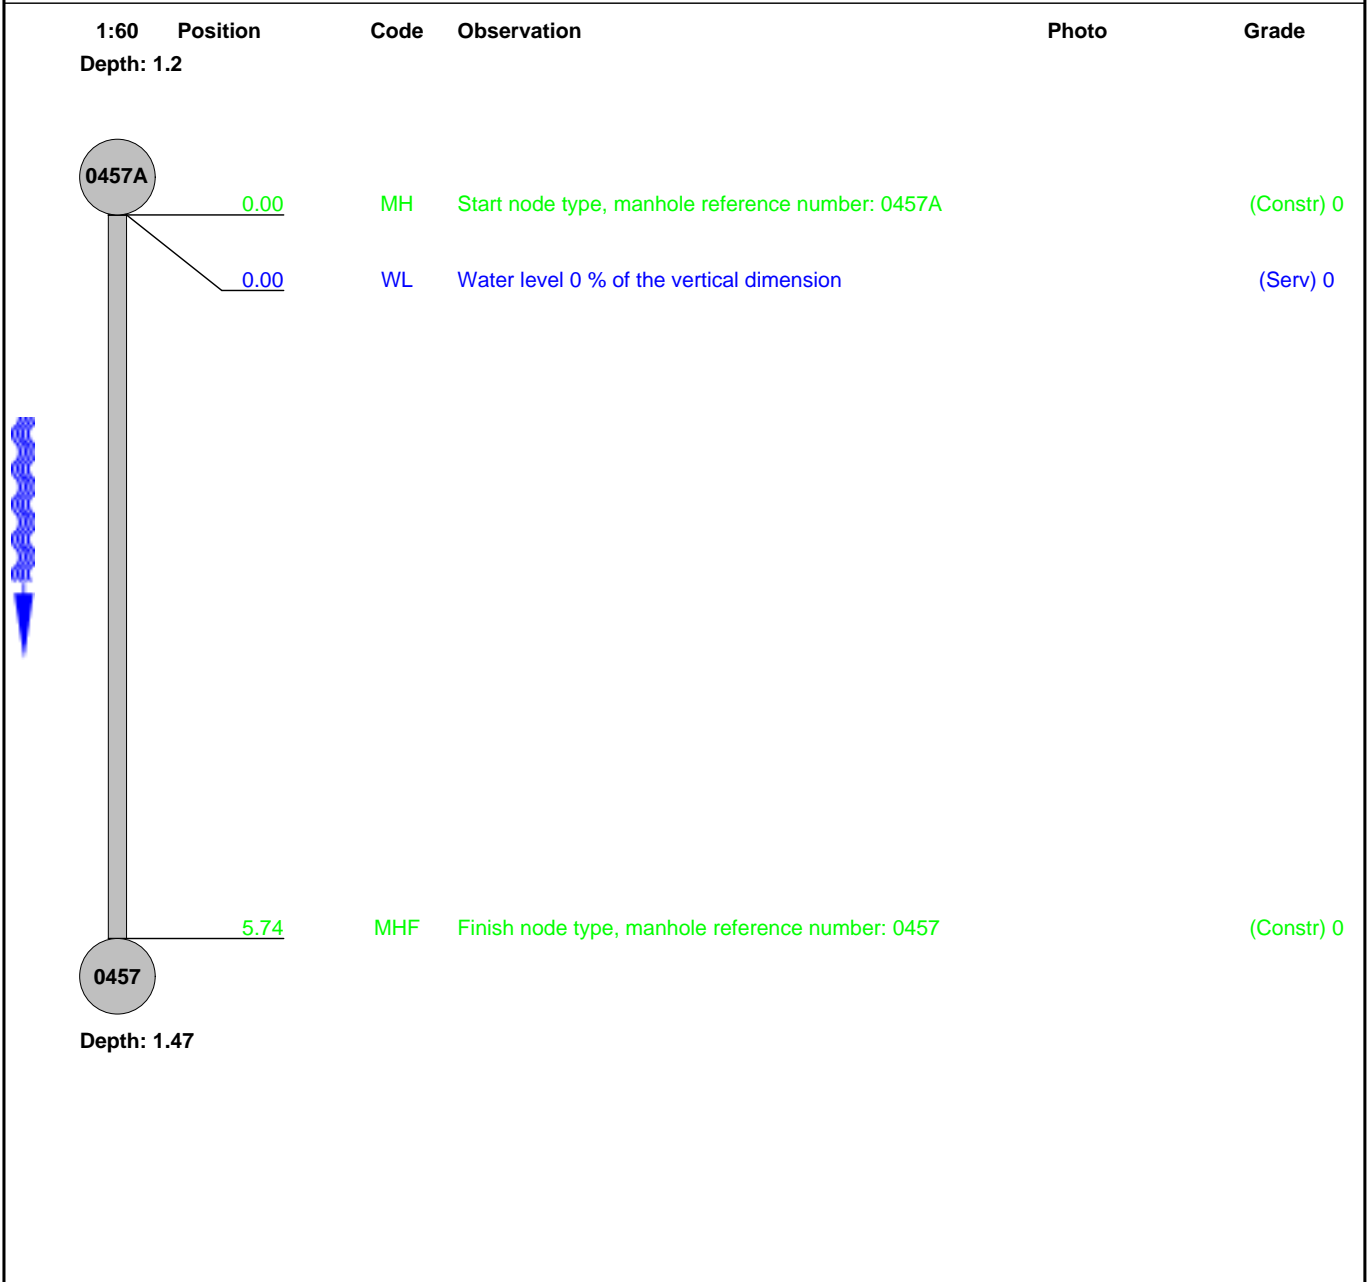 1:60 Position Code Observation Photo Grade
Depth: 1.2
0457A
0.00 MH Start node type, manhole reference number: 0457A (Constr) 0
0.00 WL Water level 0 % of the vertical dimension (Serv) 0
5.74 MHF Finish node type, manhole reference number: 0457 (Constr) 0
0457
Depth: 1.47